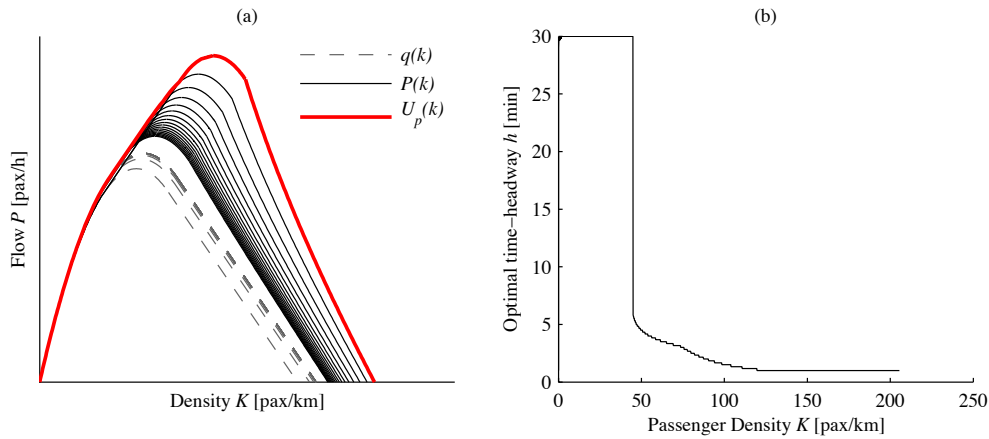 (a)
q(k)
P(k)
U_p(k)
Flow P [pax/h]
Density K [pax/km]
(b)
Optimal time−headway h [min]
30
25
20
15
10
5
0
0 50 100 150 200 250
Passenger Density K [pax/km]